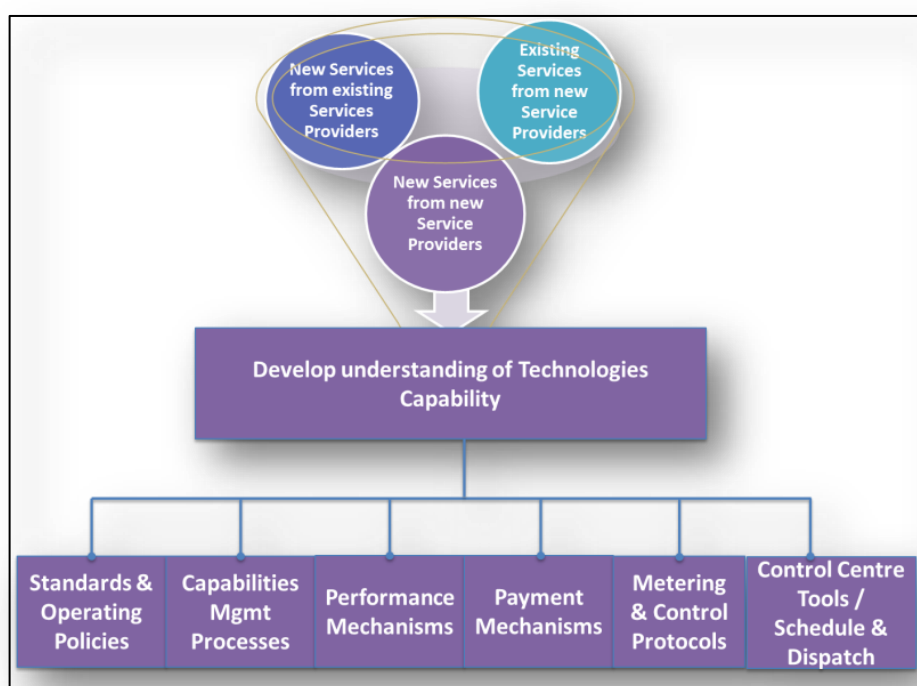 New Services
from existing
Services
Providers
Existing
Services
from new
Service
Providers
New Services
from new
Service
Providers
Develop understanding of Technologies
Capability
Standards &
Operating
Policies
Capabilities
Mgmt
Processes
Performance
Mechanisms
Payment
Mechanisms
Metering
& Control
Protocols
Control Centre
Tools /
Schedule &
Dispatch